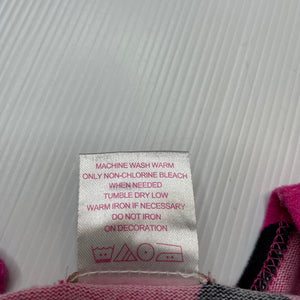 MACHINE WASH WARM
ONLY NON-CHLORINE BLEACH
WHEN NEEDED
TUMBLE DRY LOW
WARM IRON IF NECESSARY
DO NOT IRON
ON DECORATION